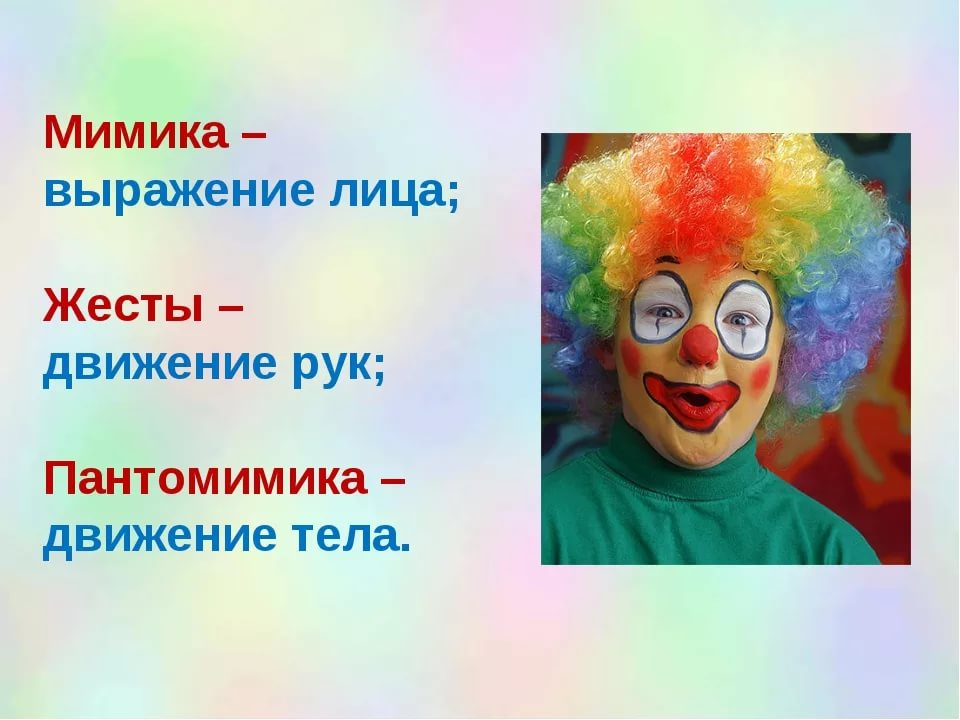 Мимика –
выражение лица;
Жесты –
движение рук;
Пантомимика –
движение тела.